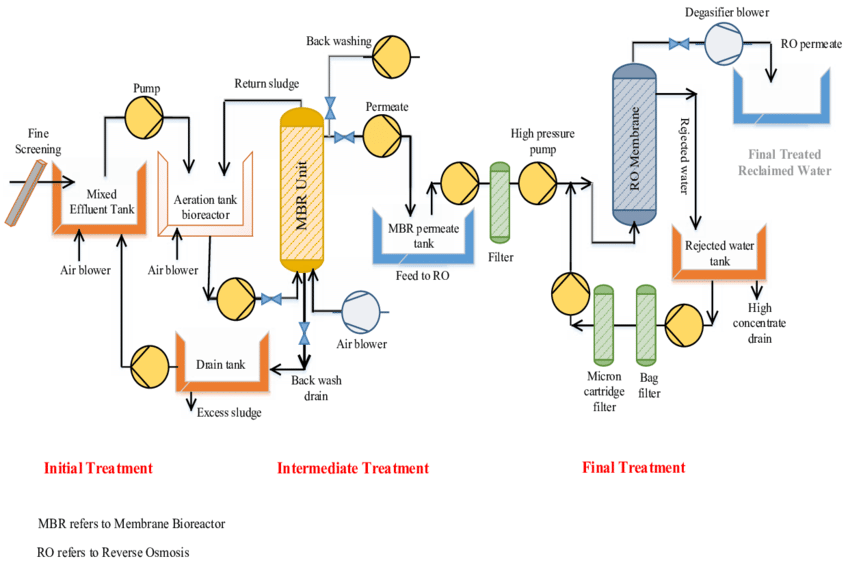 Degasifier blower
RO permeate
Back washing
Return sludge
Pump
Permeate
Fine
Screening
High pressure
pump
RO Membrane
Rejected water
Final Treated
Reclaimed Water
Mixed
Effluent Tank
Aeration tank
bioreactor
MBR Unit
MBR permeate
tank
Rejected water
tank
Air blower
Air blower
Feed to RO
Filter
High
concentrate
drain
Air blower
Drain tank
Back wash
drain
Micron
cartridge
filter
Bag
filter
Excess sludge
Initial Treatment
Intermediate Treatment
Final Treatment
MBR refers to Membrane Bioreactor
RO refers to Reverse Osmosis